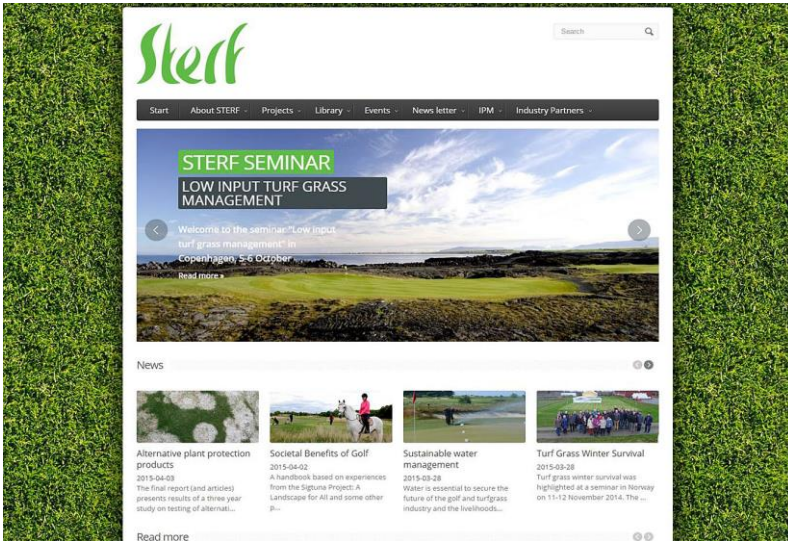 Sterf
Search
Start About STERF Projects Library Events News letter IPM Industry Partners
STERF SEMINAR
LOW INPUT TURF GRASS
MANAGEMENT
Welcome to the seminar "Low input
turf grass management" in
Copenhagen, 5-6 October
Read more »
News
Alternative plant protection
products
2015-04-03
The final report (and articles)
presents results of a three year
study on testing of alternati...
Societal Benefits of Golf
2015-04-02
A handbook based on experiences
from the Sigtuna Project: A
Landscape for All and some other
p...
Sustainable water
management
2015-03-28
Water is essential to secure the
future of the golf and turfgrass
industry and the livelihoods...
Turf Grass Winter Survival
2015-03-28
Turf grass winter survival was
highlighted at a seminar in Norway
on 11-12 November 2014. The ...
Read more